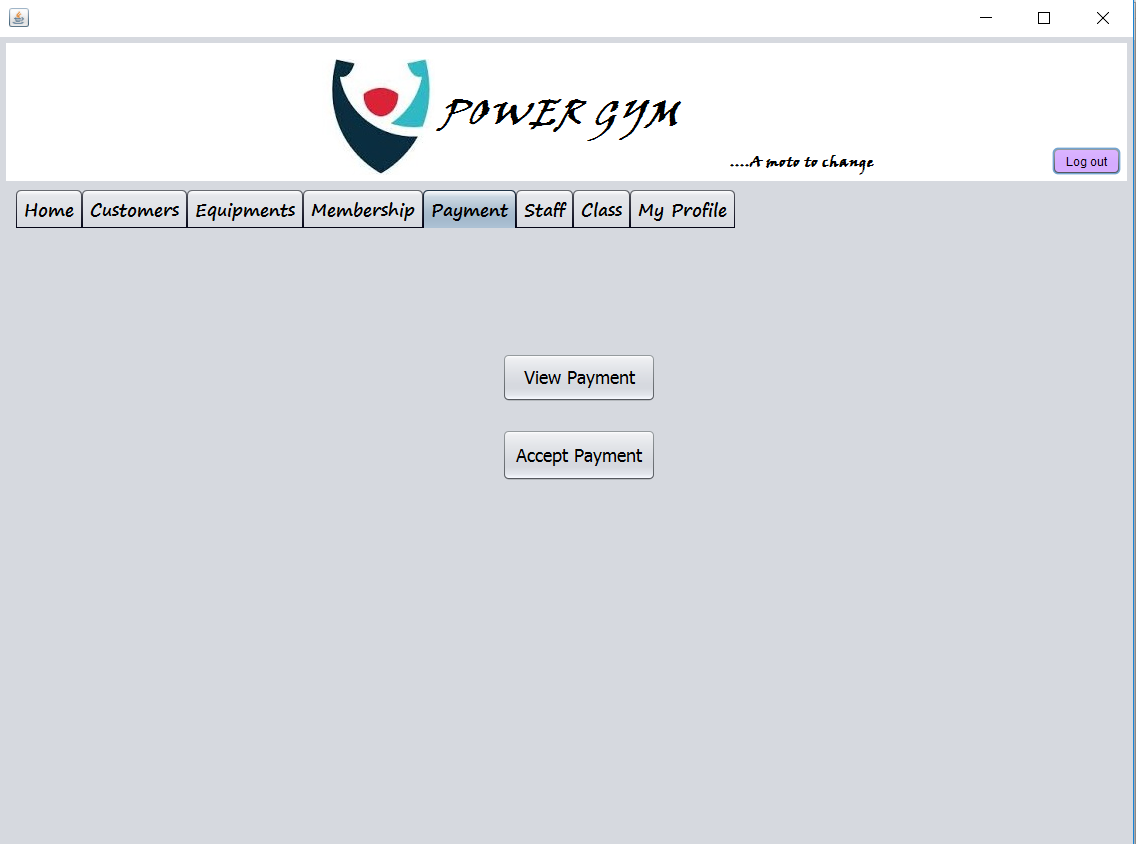 POWER GYM
....A moto to change
Log out
Home Customers Equipments Membership Payment Staff Class My Profile
View Payment
Accept Payment